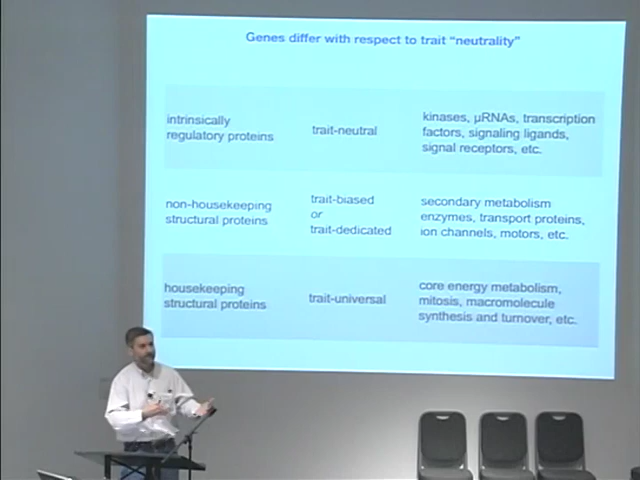 Genes differ with respect to trait “neutrality”
intrinsically
regulatory proteins
trait-neutral
kinases, µRNAs, transcription
factors, signaling ligands,
signal receptors, etc.
non-housekeeping
structural proteins
trait-biased
or
trait-dedicated
secondary metabolism
enzymes, transport proteins,
ion channels, motors, etc.
housekeeping
structural proteins
trait-universal
core energy metabolism,
mitosis, macromolecule
synthesis and turnover, etc.